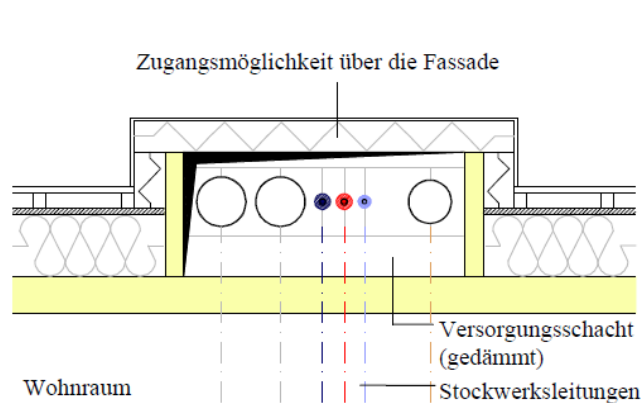 Zugangsmöglichkeit über die Fassade
Versorgungsschacht
(gedämmt)
Wohnraum
Stockwerksleitungen